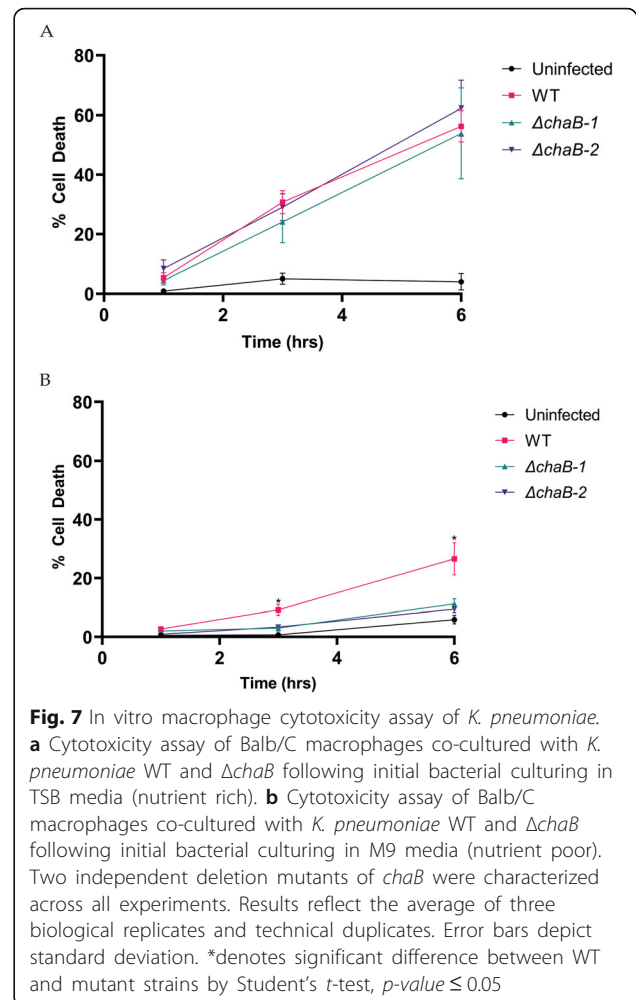 A
80
60
40
20
0
% Cell Death
0 2 4 6
Time (hrs)
Uninfected
WT
ΔchaB-1
ΔchaB-2
B
80
60
40
20
0
% Cell Death
*
*
0 2 4 6
Time (hrs)
Uninfected
WT
ΔchaB-1
ΔchaB-2
Fig. 7 In vitro macrophage cytotoxicity assay of K. pneumoniae.
a Cytotoxicity assay of Balb/C macrophages co-cultured with K.
pneumoniae WT and ΔchaB following initial bacterial culturing in
TSB media (nutrient rich). b Cytotoxicity assay of Balb/C
macrophages co-cultured with K. pneumoniae WT and ΔchaB
following initial bacterial culturing in M9 media (nutrient poor).
Two independent deletion mutants of chaB were characterized
across all experiments. Results reflect the average of three
biological replicates and technical duplicates. Error bars depict
standard deviation. *denotes significant difference between WT
and mutant strains by Student's t-test, p-value ≤ 0.05